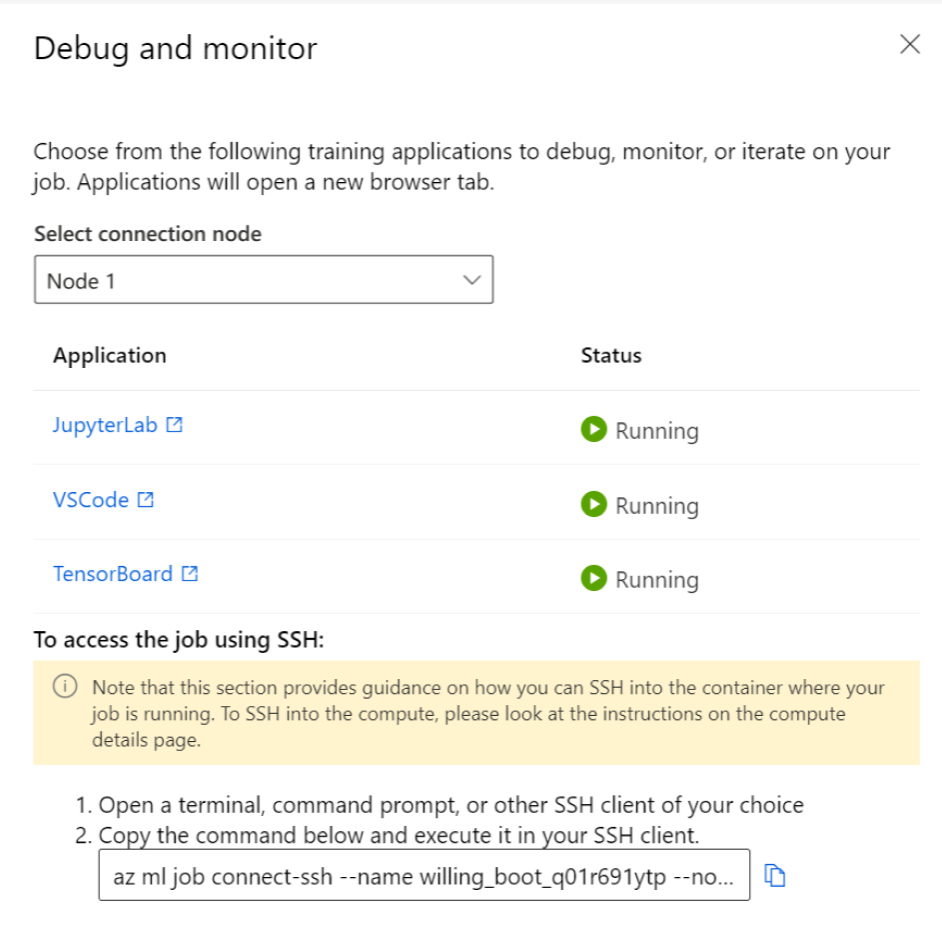 Debug and monitor
Choose from the following training applications to debug, monitor, or iterate on your
job. Applications will open a new browser tab.
Select connection node
Node 1
Application Status
JupyterLab Running
VSCode Running
TensorBoard Running
To access the job using SSH:
Note that this section provides guidance on how you can SSH into the container where your
job is running. To SSH into the compute, please look at the instructions on the compute
details page.
1. Open a terminal, command prompt, or other SSH client of your choice
2. Copy the command below and execute it in your SSH client.
az ml job connect-ssh --name willing_boot_q01r691ytp --no...